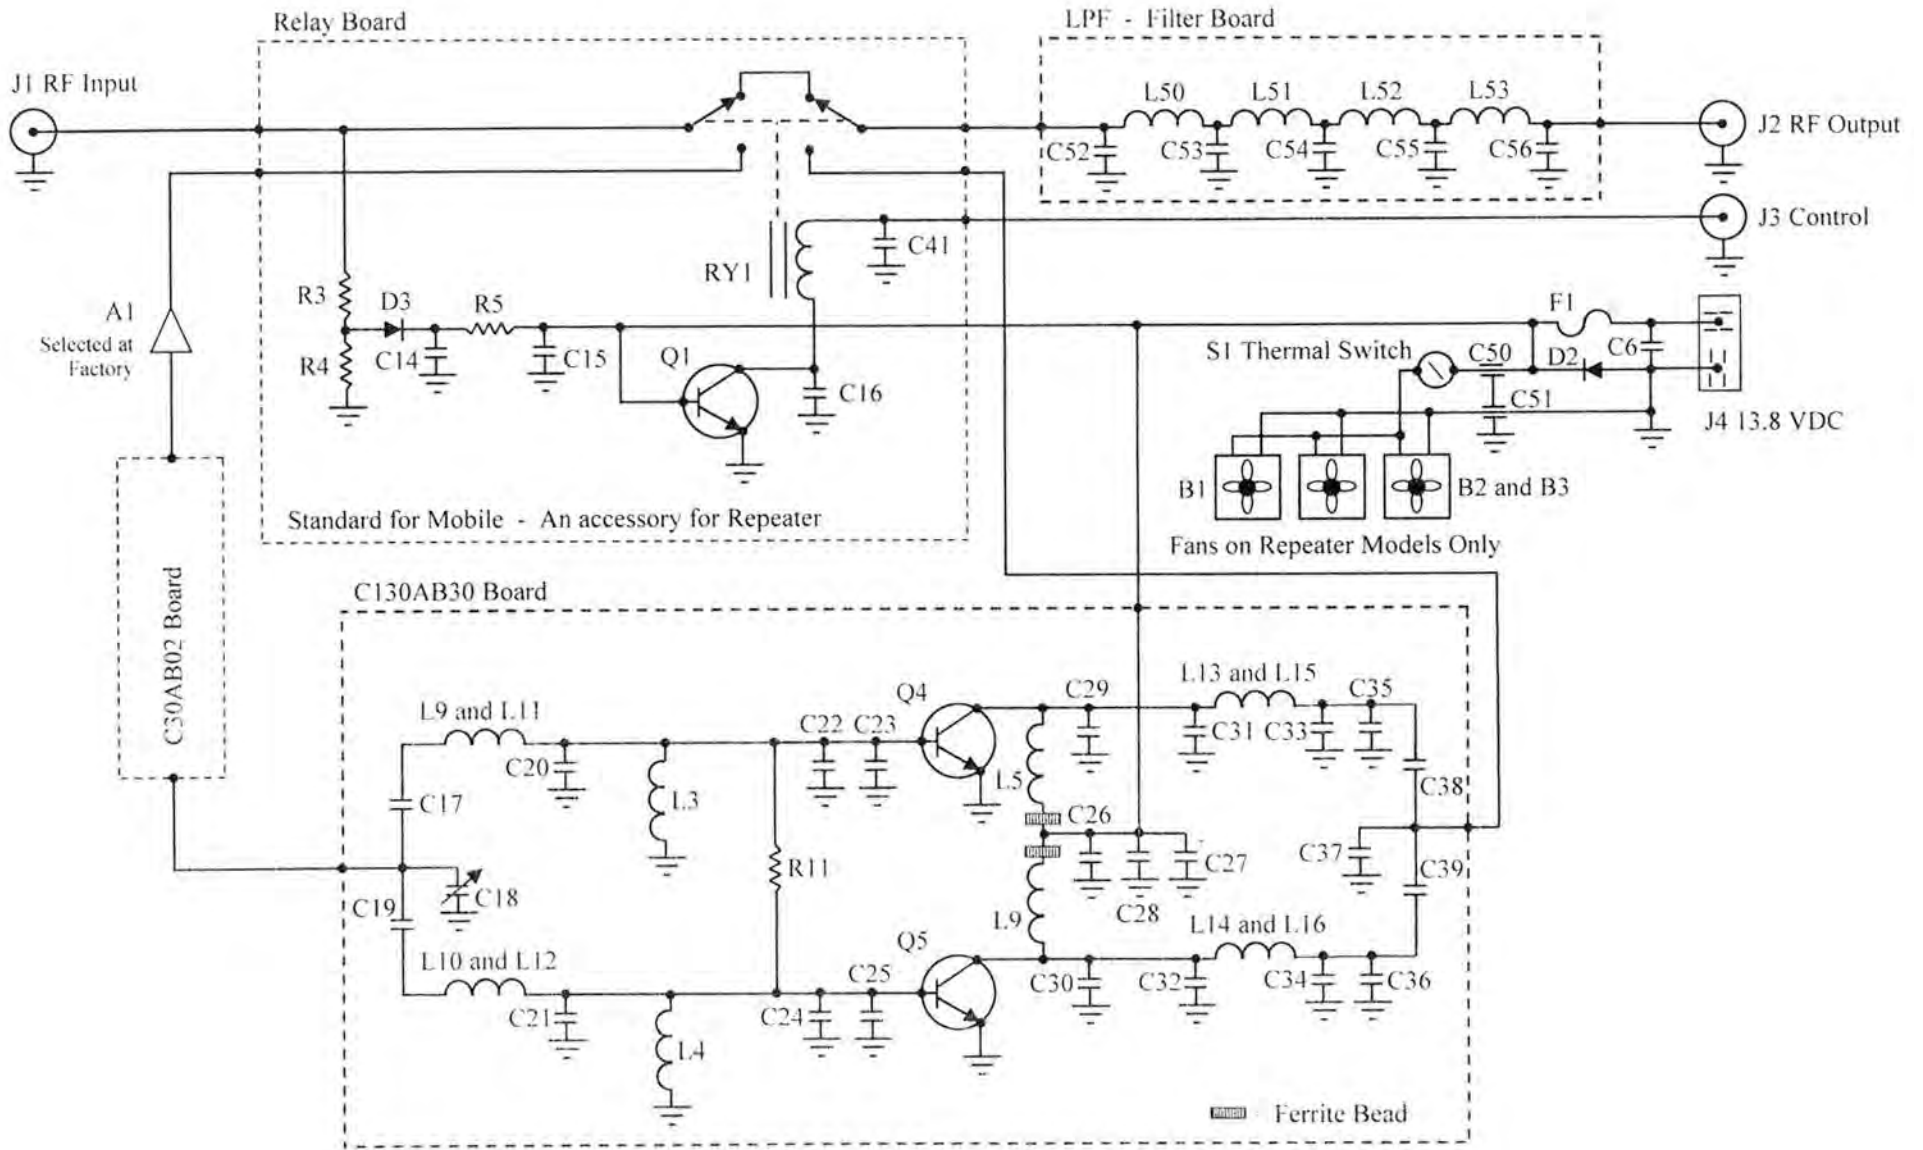 Relay Board
LPF - Filter Board
J1 RF Input
L50
L51
L52
L53
J2 RF Output
C52
C53
C54
C55
C56
J3 Control
C41
RY1
A1
Selected at
Factory
R3
D3
R5
R4
C14
C15
Q1
C16
F1
S1 Thermal Switch
C50
D2
C6
C51
J4 13.8 VDC
B1
B2 and B3
Fans on Repeater Models Only
Standard for Mobile - An accessory for Repeater
C30AB02 Board
C130AB30 Board
L9 and L11
C20
L3
C22
C23
Q4
C29
L13 and L15
C35
C31
C33
L5
C17
C38
C26
R11
C27
C37
C39
C19
C18
C28
L9
L14 and L16
L10 and L12
Q5
C25
C30
C32
C34
C36
C21
C24
L4
Ferrite Bead